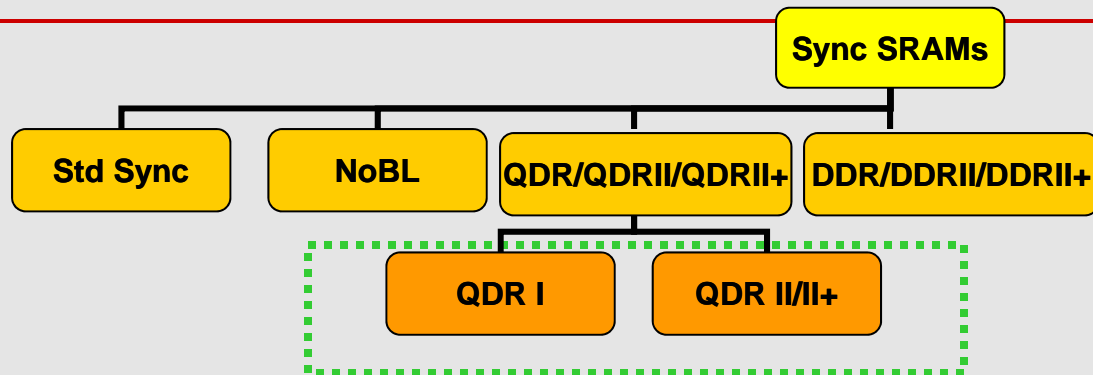 Sync SRAMs
Std Sync
NoBL
QDR/QDRII/QDRII+
DDR/DDRII/DDRII+
QDR I
QDR II/II+